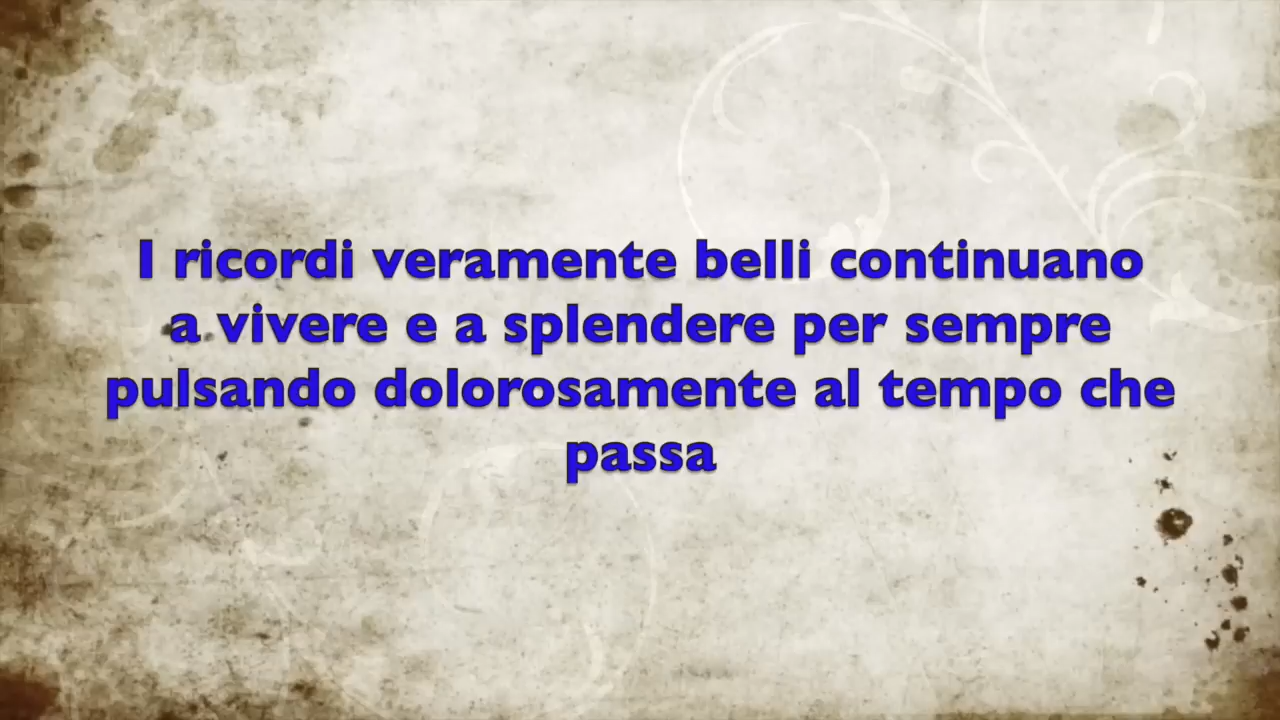 I ricordi veramente belli continuano
a vivere e a splendere per sempre
pulsando dolorosamente al tempo che
passa